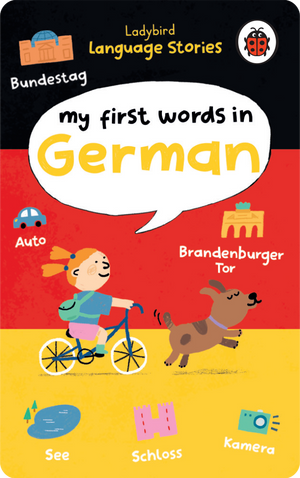 Ladybird
Language Stories
Bundestag
my first words in
German
Auto
Brandenburger
Tor
See
Schloss
Kamera